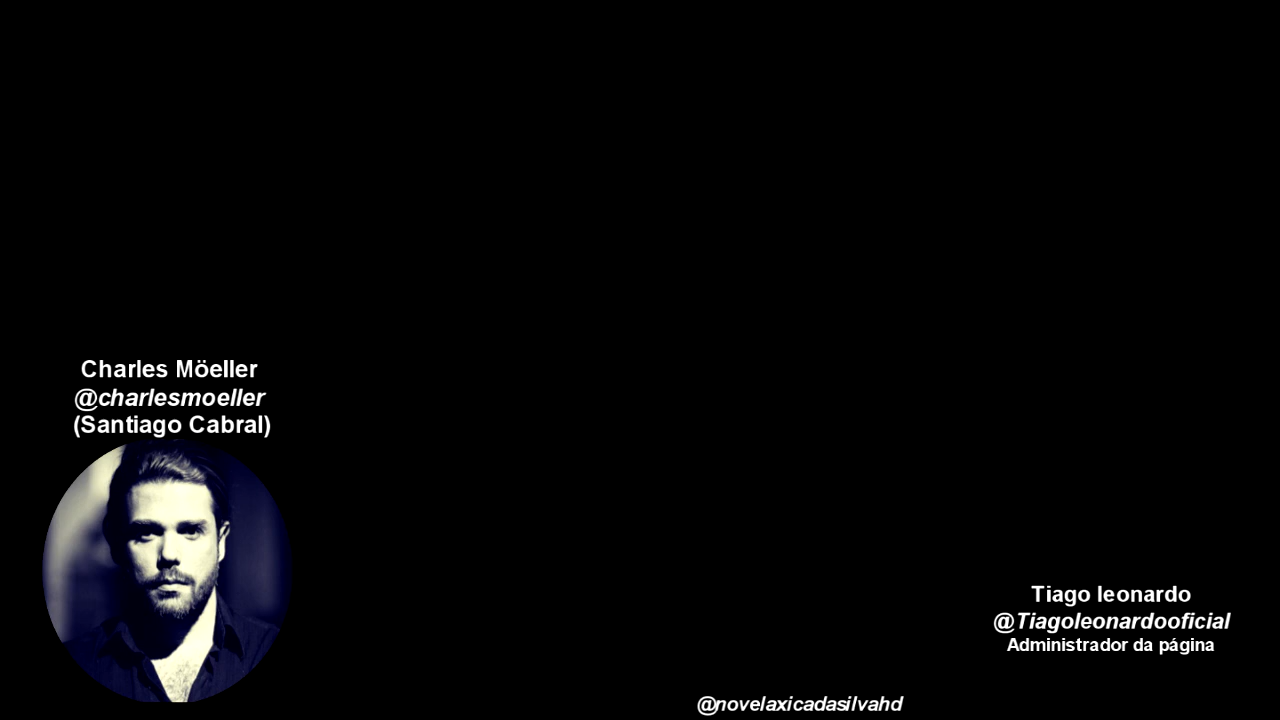 Charles Möeller
@charlesmoeller
(Santiago Cabral)
Tiago leonardo
@Tiagoleonardooficial
Administrador da página
@novelaxicadasilvahd